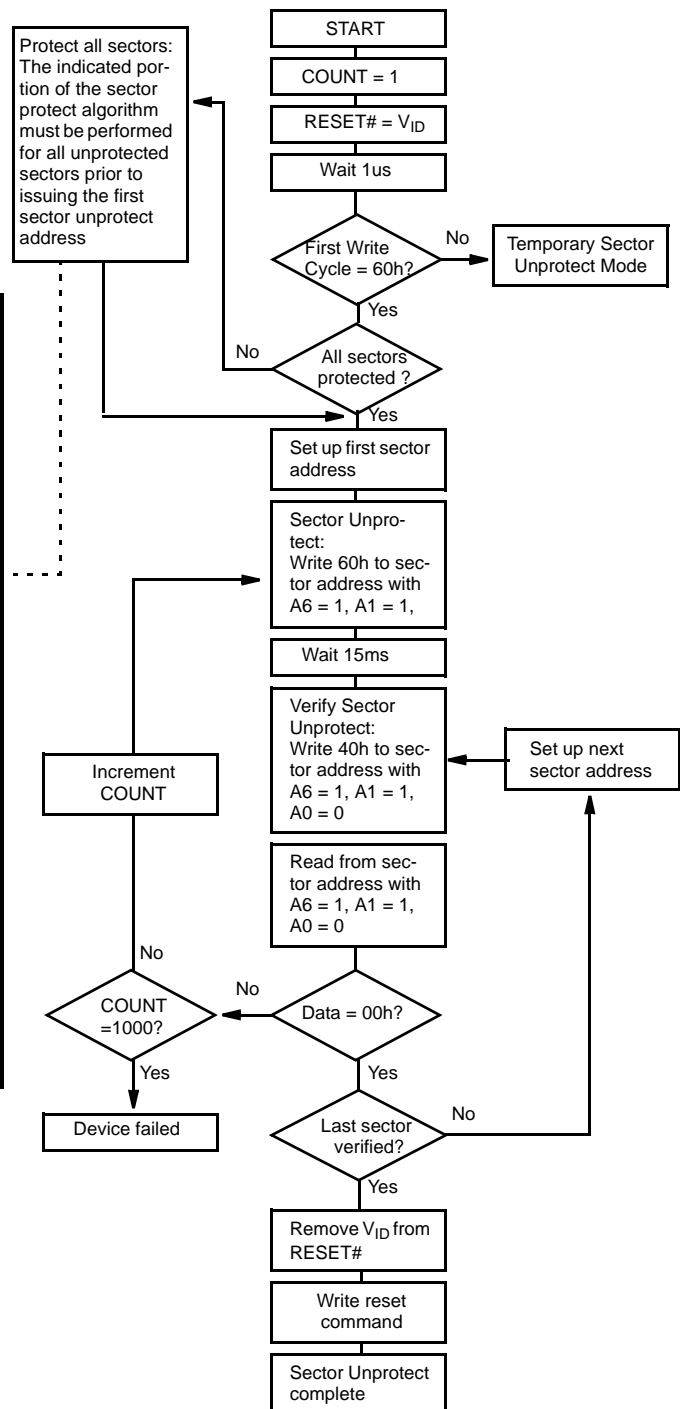 START
COUNT = 1
RESET# = VID
Wait 1us
First Write
Cycle = 60h?
No
Temporary Sector
Unprotect Mode
Yes
Protect all sectors:
The indicated por-
tion of the sector
protect algorithm
must be performed
for all unprotected
sectors prior to
issuing the first
sector unprotect
address
No
All sectors
protected ?
Yes
Set up first sector
address
Sector Unpro-
tect:
Write 60h to sec-
tor address with
A6 = 1, A1 = 1,
Wait 15ms
Verify Sector
Unprotect:
Write 40h to sec-
tor address with
A6 = 1, A1 = 1,
A0 = 0
Set up next
sector address
Increment
COUNT
Read from sec-
tor address with
A6 = 1, A1 = 1,
A0 = 0
No
COUNT
=1000?
No
Data = 00h?
Yes
Yes
Device failed
Last sector
verified?
No
Yes
Remove VID from
RESET#
Write reset
command
Sector Unprotect
complete